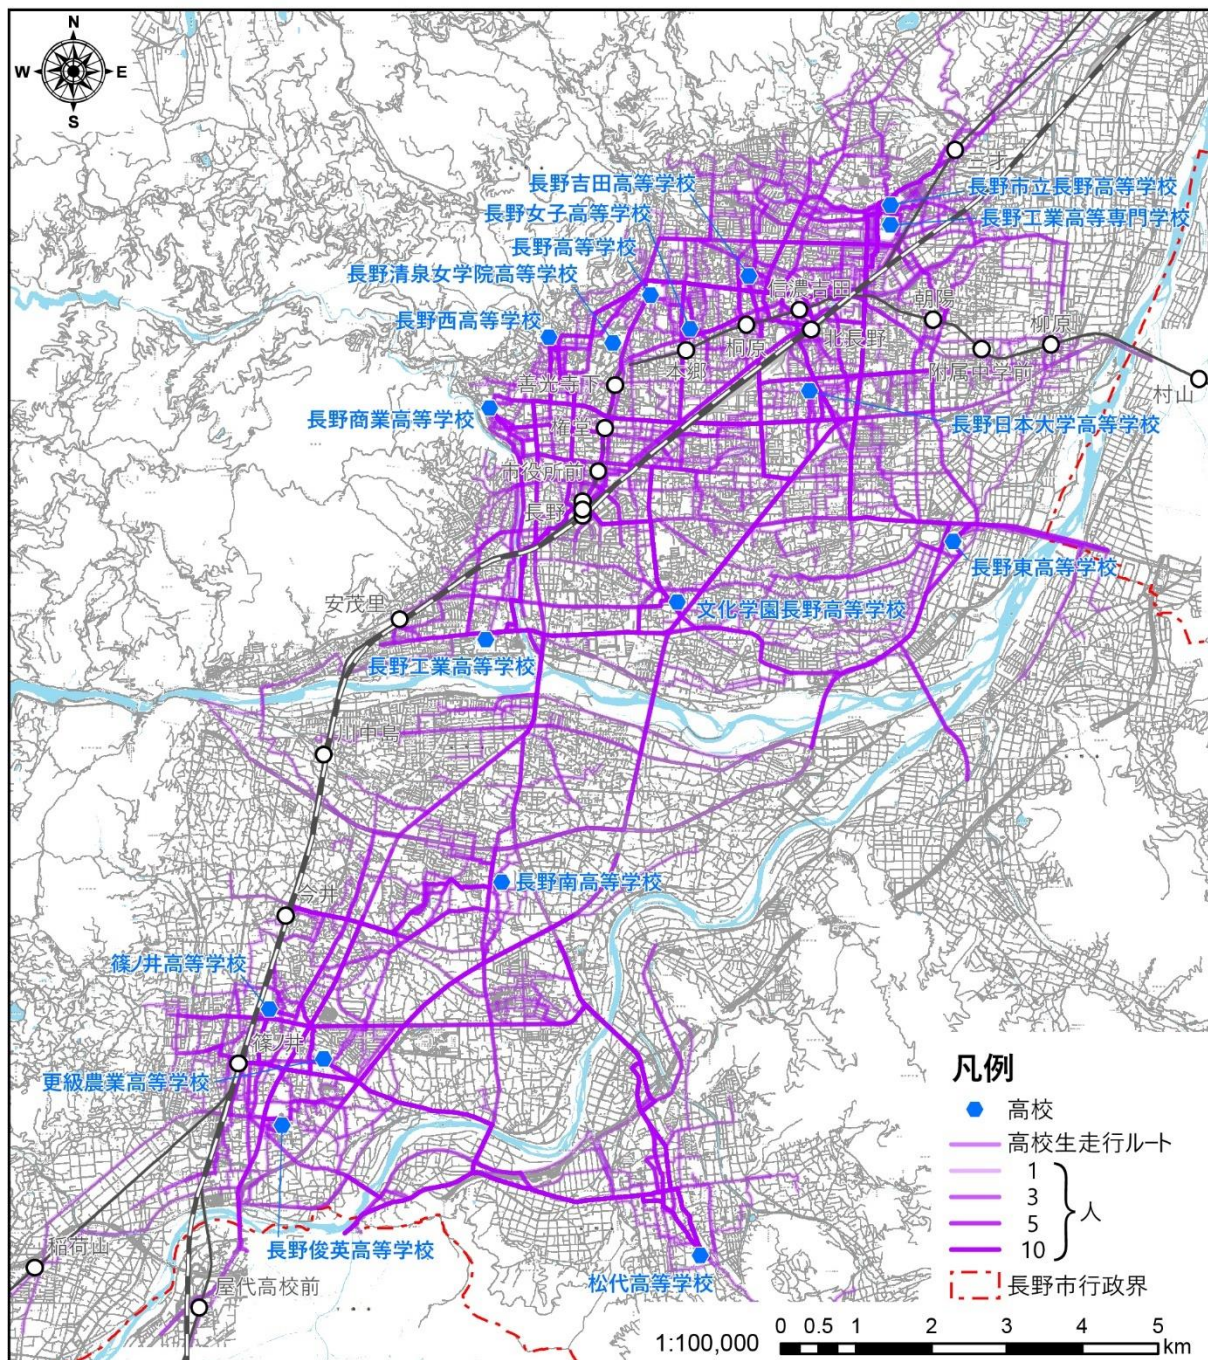 N
W
E
S
三才
長野吉田高等学校
長野市立長野高等学校
長野女子高等学校
長野工業高等専門学校
長野高等学校
長野清泉女学院高等学校
信濃吉田
朝陽
柳原
長野西高等学校
桐原
北長野
本郷
附属中学前
善光寺下
村山
長野商業高等学校
権堂
長野日本大学高等学校
市役所前
長野
長野東高等学校
安茂里
文化学園長野高等学校
長野工業高等学校
川中島
長野南高等学校
今井
篠ノ井高等学校
篠ノ井
更級農業高等学校
稲荷山
長野俊英高等学校
屋代高校前
松代高等学校
凡例
高校
高校生走行ルート
1
3
5
10
人
長野市行政界
1:100,000
0 0.5 1 2 3 4 5
km